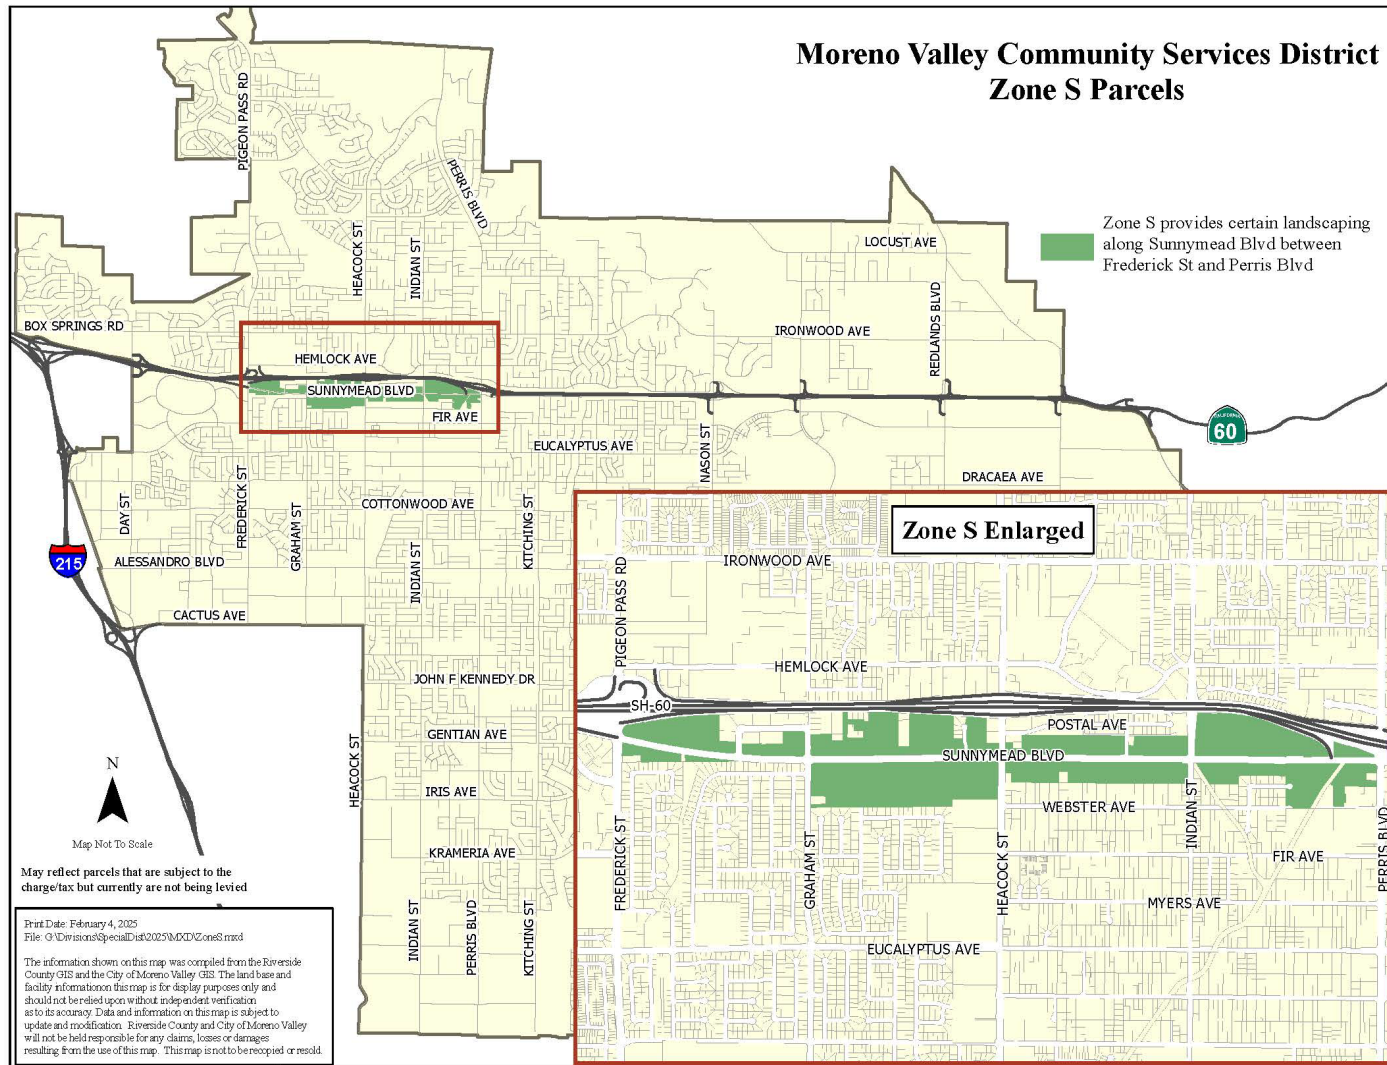 Moreno Valley Community Services District
Zone S Parcels
Zone S provides certain landscaping
along Sunnymead Blvd between
Frederick St and Perris Blvd
PIGEON PASS RD
PERRIS BLVD
HEACOCK ST
INDIAN ST
LOCUST AVE
REDLANDS BLVD
BOX SPRINGS RD
IRONWOOD AVE
HEMLOCK AVE
SUNNYMEAD BLVD
FIR AVE
CALIFORNIA
60
EUCALYPTUS AVE
NASON ST
DRACAEA AVE
DAY ST
FREDERICK ST
GRAHAM ST
COTTONWOOD AVE
KITCHING ST
215
ALESSANDRO BLVD
INDIAN ST
CACTUS AVE
JOHN F KENNEDY DR
GENTIAN AVE
HEACOCK ST
IRIS AVE
KRAMERIA AVE
INDIAN ST
PERRIS BLVD
KITCHING ST
Zone S Enlarged
IRONWOOD AVE
PIGEON PASS RD
HEMLOCK AVE
SH-60
POSTAL AVE
SUNNYMEAD BLVD
WEBSTER AVE
INDIAN ST
FREDERICK ST
GRAHAM ST
HEACOCK ST
PERRIS BLVD
FIR AVE
MYERS AVE
EUCALYPTUS AVE
N
Map Not To Scale
May reflect parcels that are subject to the
charge/tax but currently are not being levied
Print Date: February 4, 2025
File: G:\Divisions\SpecialDist\2025\MXD\ZoneS.mxd
The information shown on this map was compiled from the Riverside
County GIS and the City of Moreno Valley GIS. The land base and
facility informationon this map is for display purposes only and
should not be relied upon without independent verification
as to its accuracy. Data and information on this map is subject to
update and modification. Riverside County and City of Moreno Valley
will not be held responsible for any claims, losses or damages
resulting from the use of this map. This map is not to be recopied or resold.